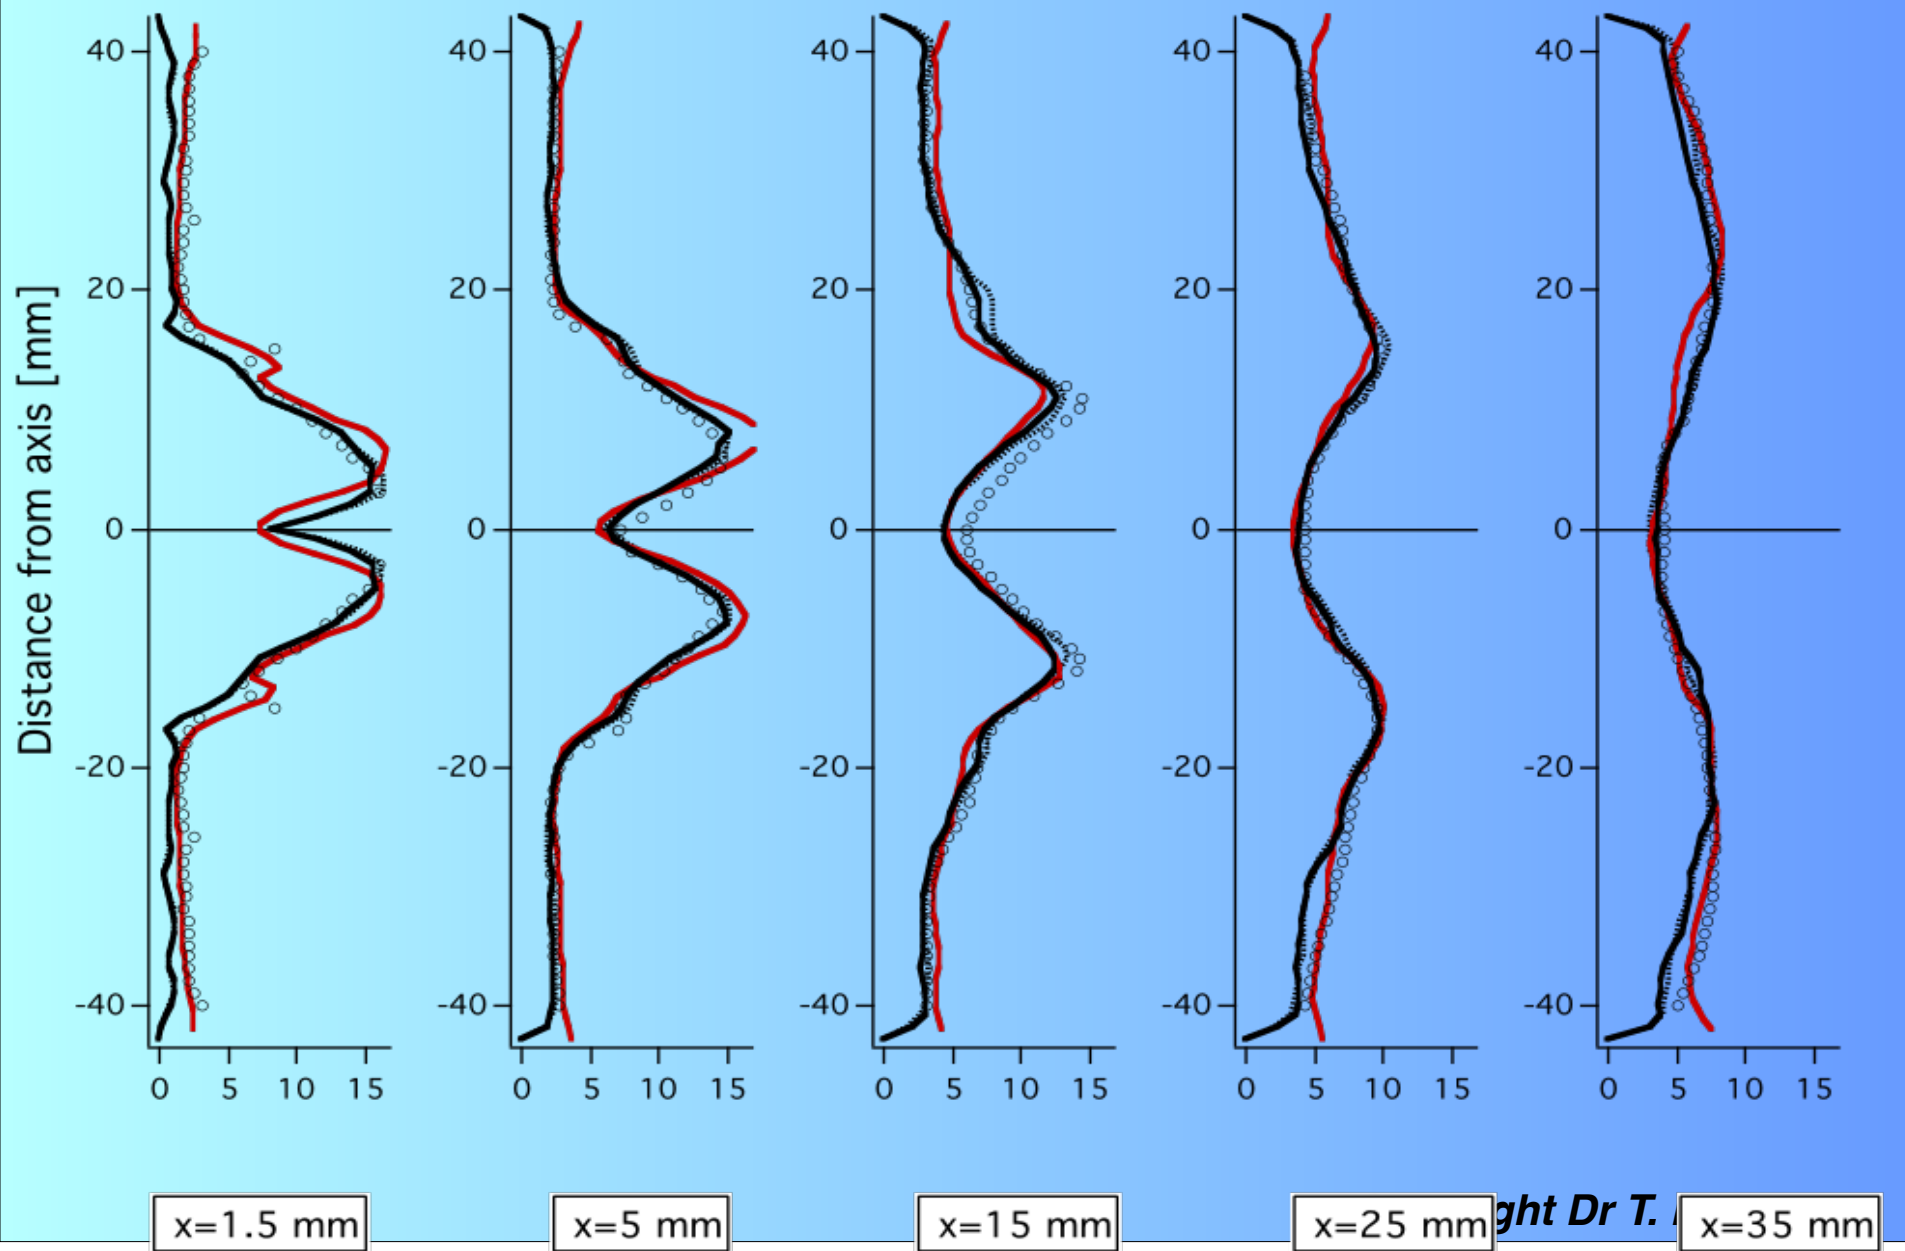 Distance from axis [mm]
40 40 40 40 40
20 20 20 20 20
0 0 0 0 0
-20 -20 -20 -20 -20
-40 -40 -40 -40 -40
0 5 10 15 0 5 10 15 0 5 10 15 0 5 10 15 0 5 10 15
x=1.5 mm x=5 mm x=15 mm x=25 mm ght Dr T. x=35 mm